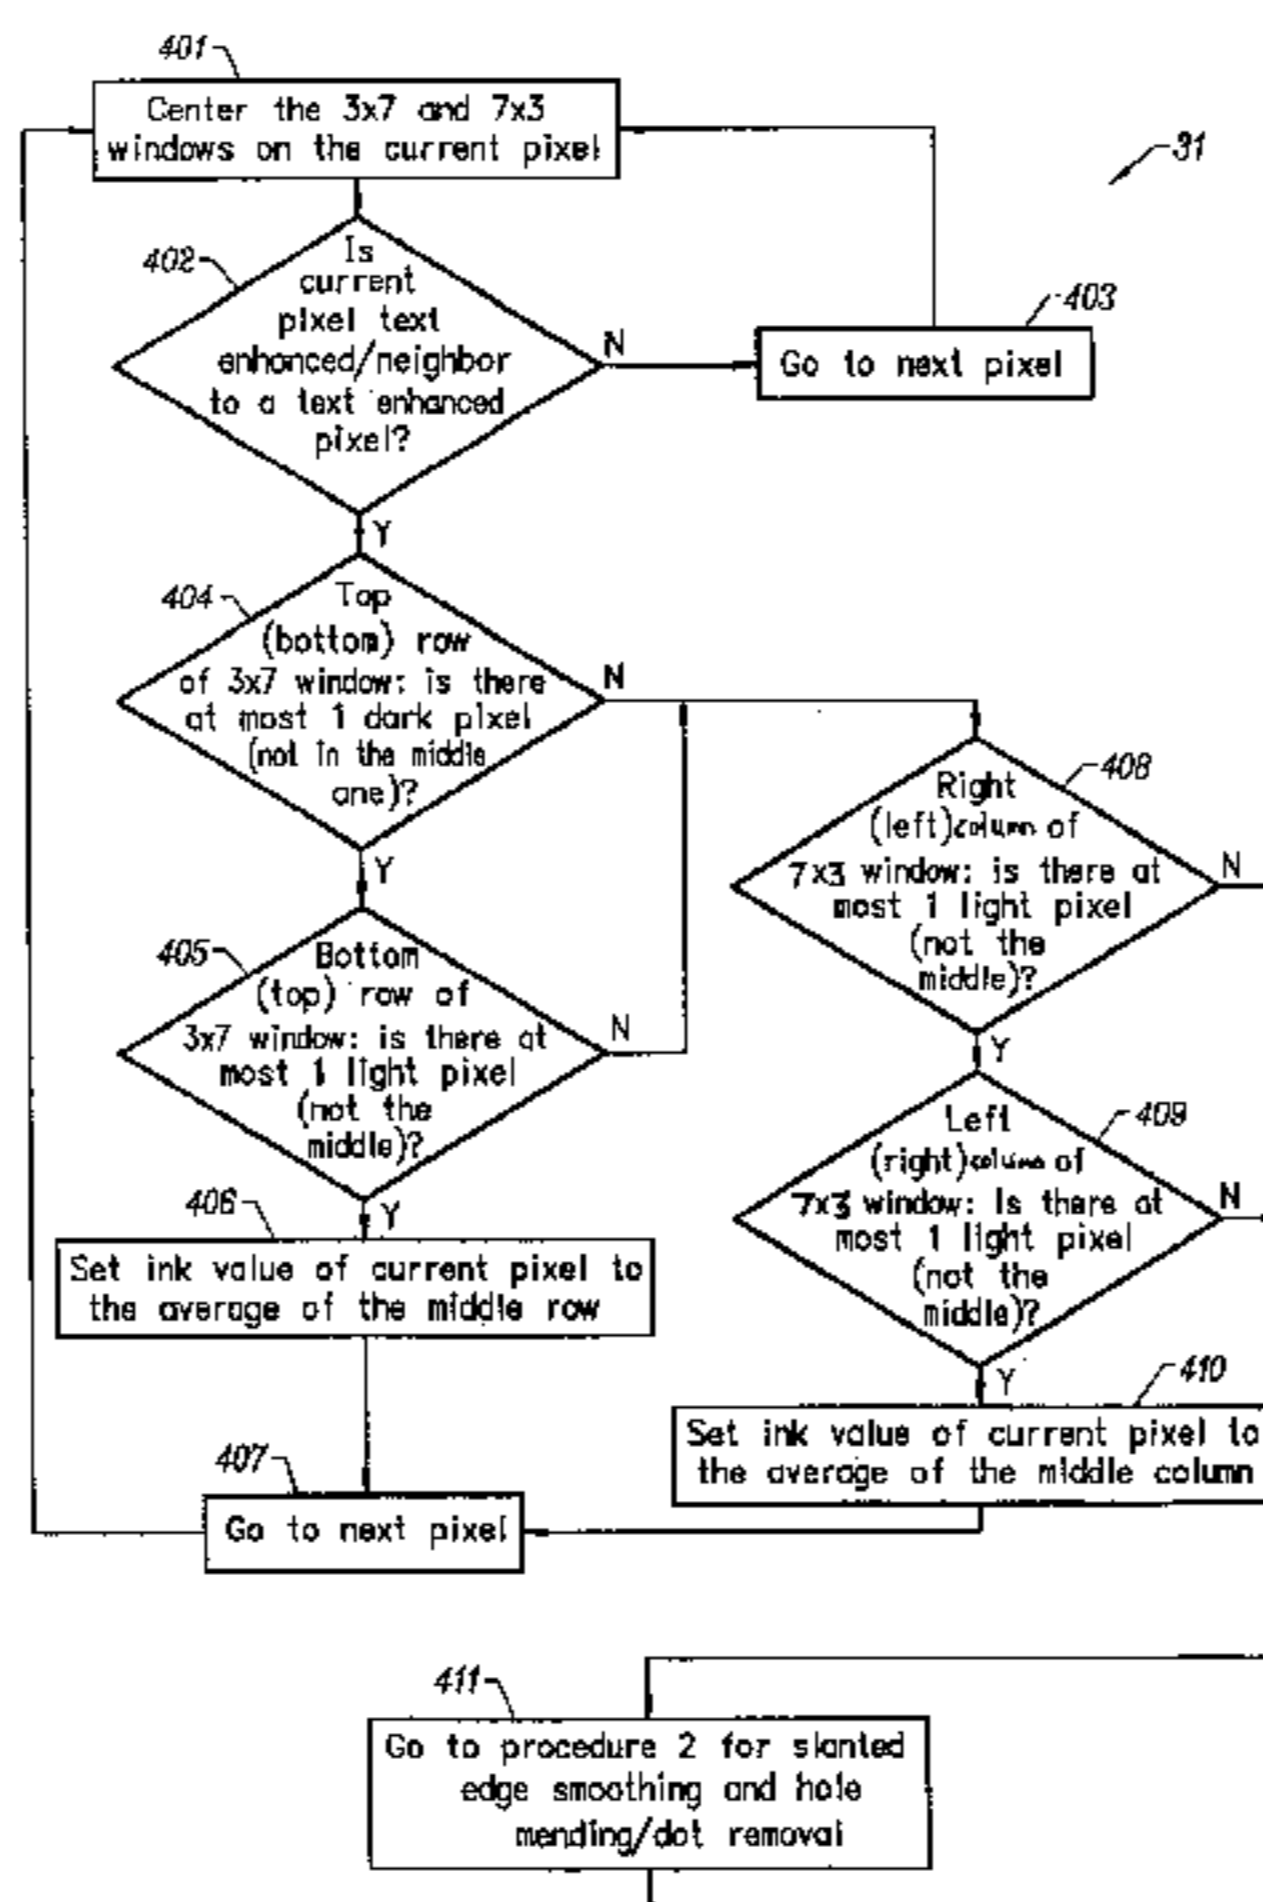 401
Center the 3x7 and 7x3
windows on the current pixel
31
402
Is
current
pixel text
enhanced/neighbor
to a text enhanced
pixel?
N
403
Go to next pixel
Y
404
Top
(bottom) row
of 3x7 window: is there
at most 1 dark pixel
(not in the middle
one)?
N
Y
408
Right
(left) column of
7x3 window: is there at
most 1 light pixel
(not the
middle)?
N
Y
405
Bottom
(top) row of
3x7 window: is there at
most 1 light pixel
(not the
middle)?
N
Y
409
Left
(right) column of
7x3 window: Is there at
most 1 light pixel
(not the
middle)?
N
Y
406
Set ink value of current pixel to
the average of the middle row
410
Set ink value of current pixel to
the average of the middle column
407
Go to next pixel
411
Go to procedure 2 for slanted
edge smoothing and hole
mending/dot removal